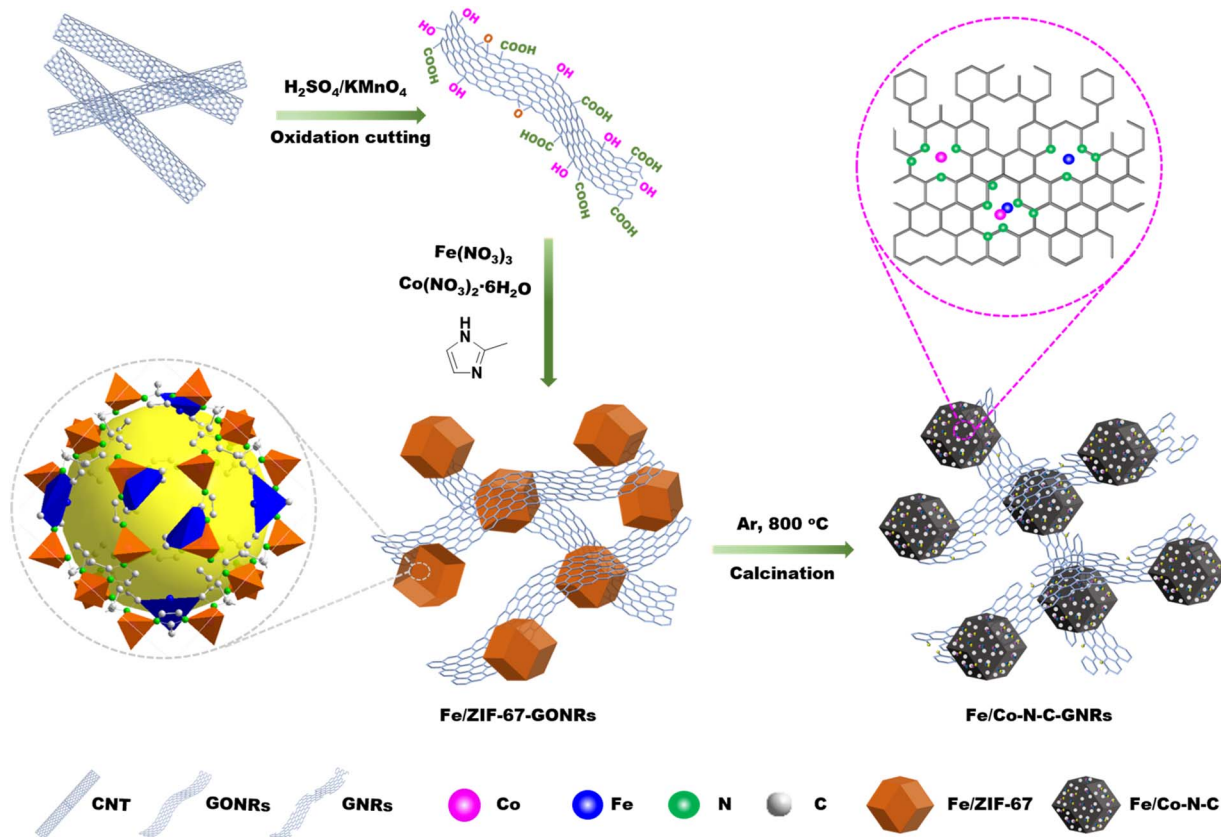 H₂SO₄/KMnO₄
Oxidation cutting
HO
OH
O
COOH
COOH
OH
OH
O
COOH
HOOC
HO
OH
COOH
COOH
COOH
OH
COOH
Fe(NO₃)₃
Co(NO₃)₂·6H₂O
H
N
N
Ar, 800 ºC
Calcination
Fe/ZIF-67-GONRs
Fe/Co-N-C-GNRs
CNT
GONRs
GNRs
Co
Fe
N
C
Fe/ZIF-67
Fe/Co-N-C